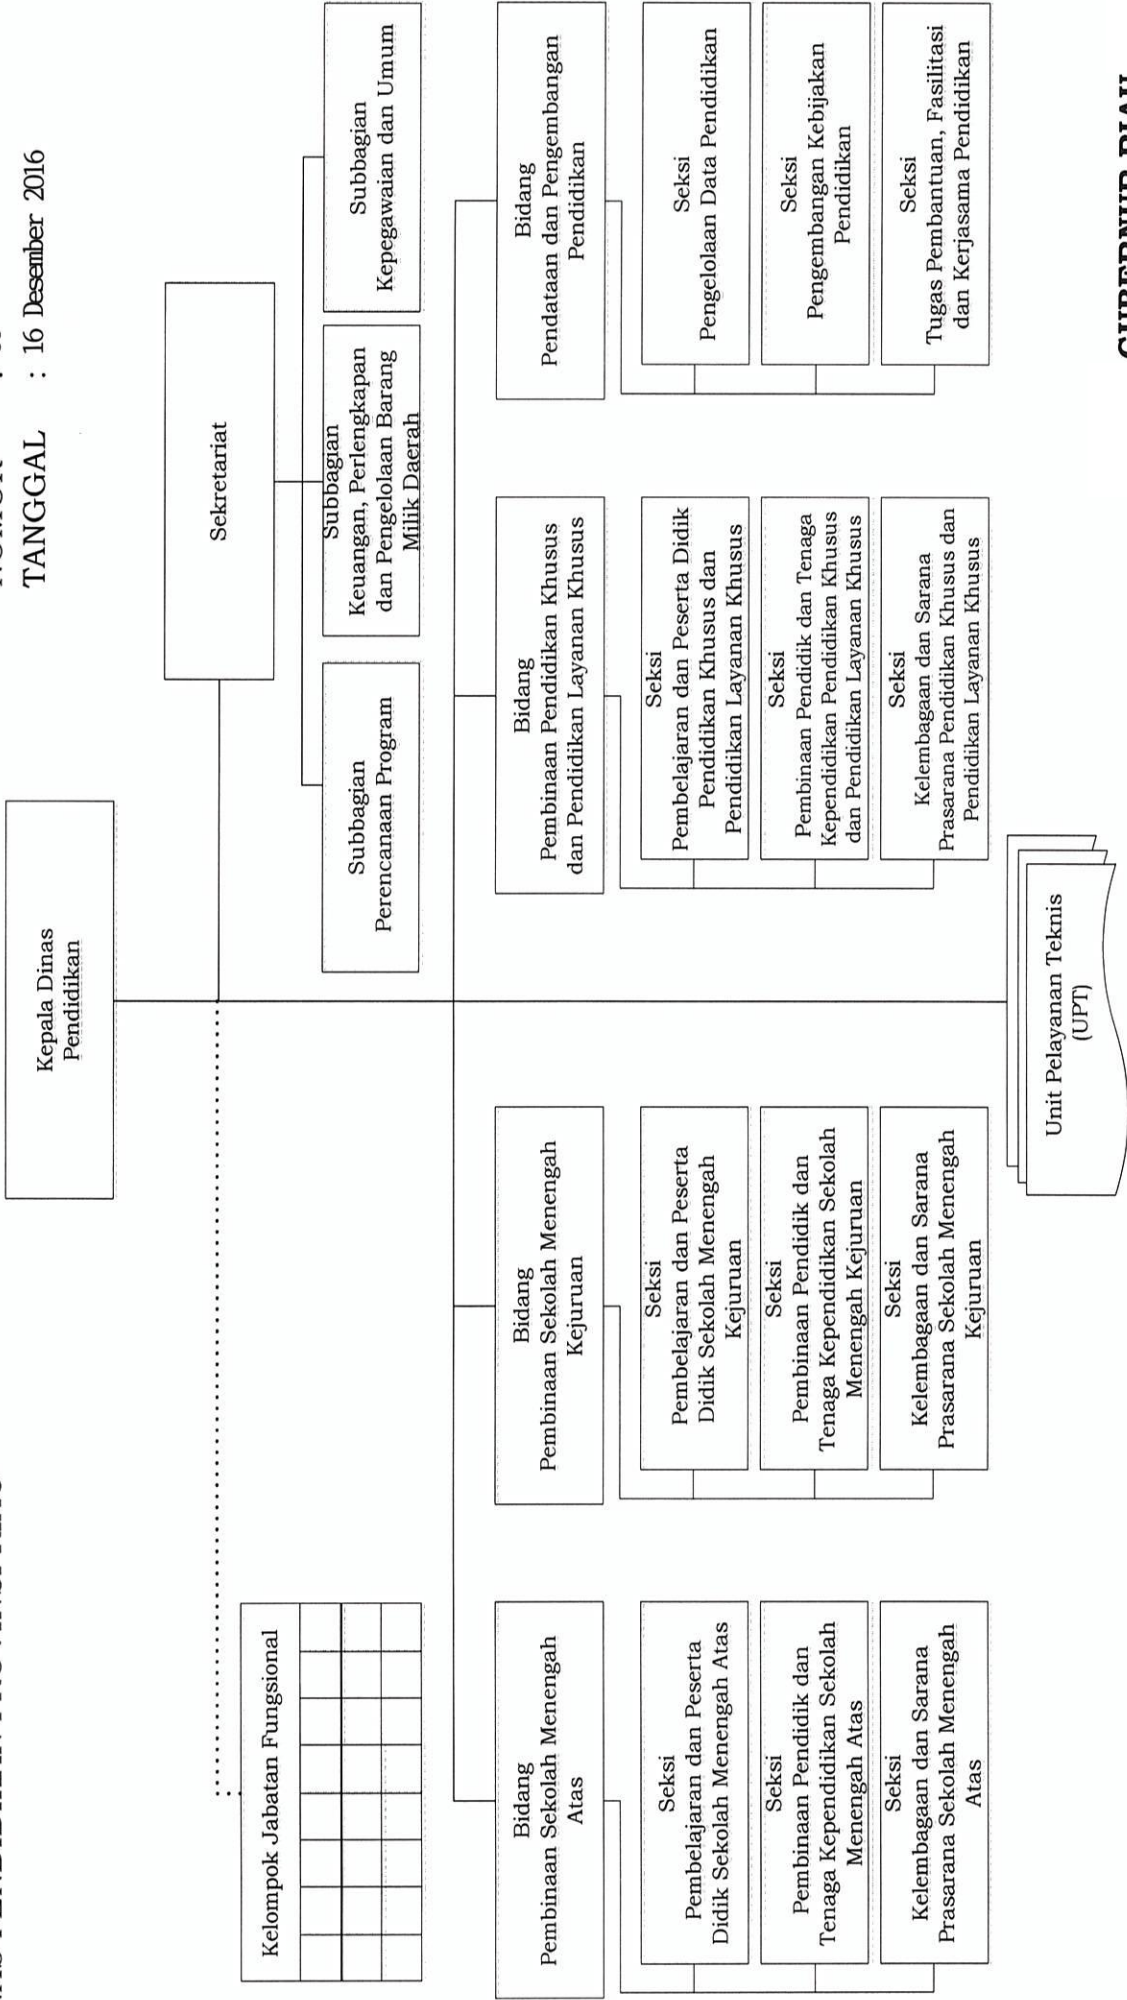 TANGGAL : 16 Desember 2016
Kepala Dinas
Pendidikan
Sekretariat
Kelompok Jabatan Fungsional
Subbagian
Perencanaan Program
Subbagian
Keuangan, Perlengkapan
dan Pengelolaan Barang
Milik Daerah
Subbagian
Kepegawaian dan Umum
Bidang
Pembinaan Sekolah Menengah
Atas
Bidang
Pembinaan Sekolah Menengah
Kejuruan
Bidang
Pembinaan Pendidikan Khusus
dan Pendidikan Layanan Khusus
Bidang
Pendataan dan Pengembangan
Pendidikan
Seksi
Pembelajaran dan Peserta
Didik Sekolah Menengah Atas
Seksi
Pembelajaran dan Peserta
Didik Sekolah Menengah
Kejuruan
Seksi
Pembelajaran dan Peserta Didik
Pendidikan Khusus dan
Pendidikan Layanan Khusus
Seksi
Pengelolaan Data Pendidikan
Seksi
Pembinaan Pendidik dan
Tenaga Kependidikan Sekolah
Menengah Atas
Seksi
Pembinaan Pendidik dan
Tenaga Kependidikan Sekolah
Menengah Kejuruan
Seksi
Pembinaan Pendidik dan Tenaga
Kependidikan Pendidikan Khusus
dan Pendidikan Layanan Khusus
Seksi
Pengembangan Kebijakan
Pendidikan
Seksi
Kelembagaan dan Sarana
Prasarana Sekolah Menengah
Atas
Seksi
Kelembagaan dan Sarana
Prasarana Sekolah Menengah
Kejuruan
Seksi
Kelembagaan dan Sarana
Prasarana Pendidikan Khusus dan
Pendidikan Layanan Khusus
Seksi
Tugas Pembantuan, Fasilitasi
dan Kerjasama Pendidikan
Unit Pelayanan Teknis
(UPT)
GUBERNUR RIAU